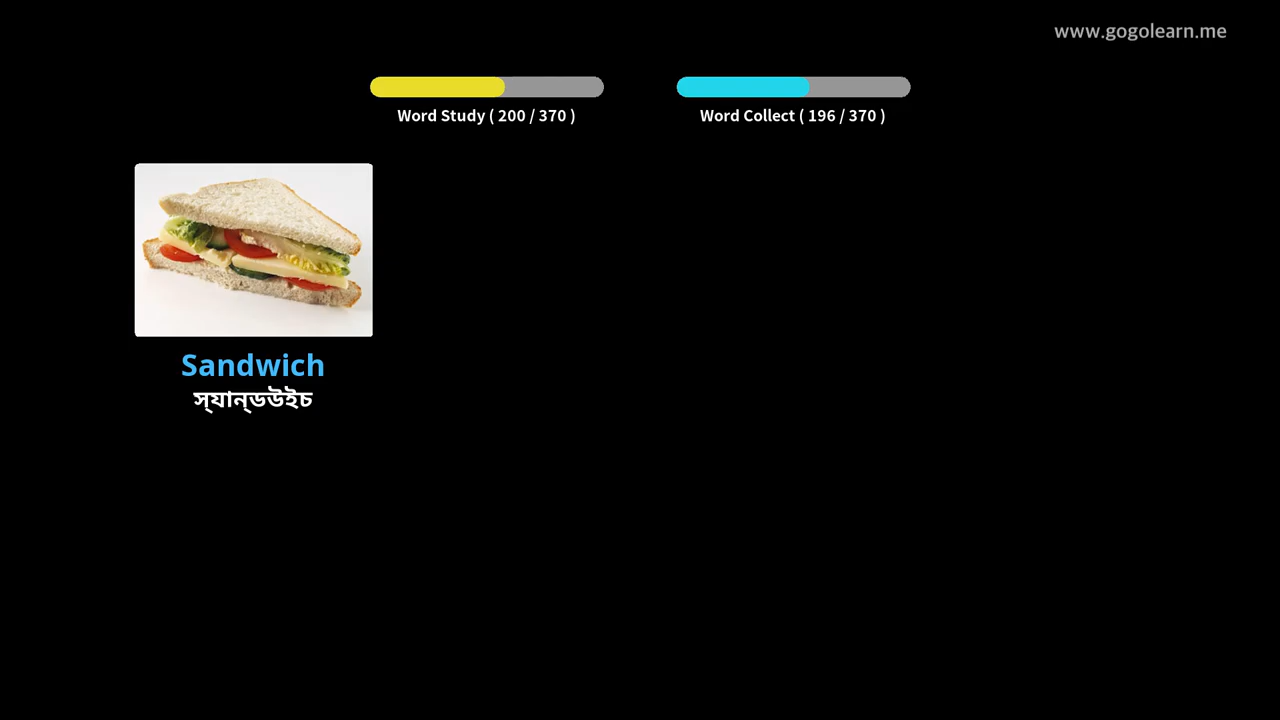 www.gogolearn.me
Word Study ( 200 / 370 )
Word Collect ( 196 / 370 )
Sandwich
স্যান্ডউইচ